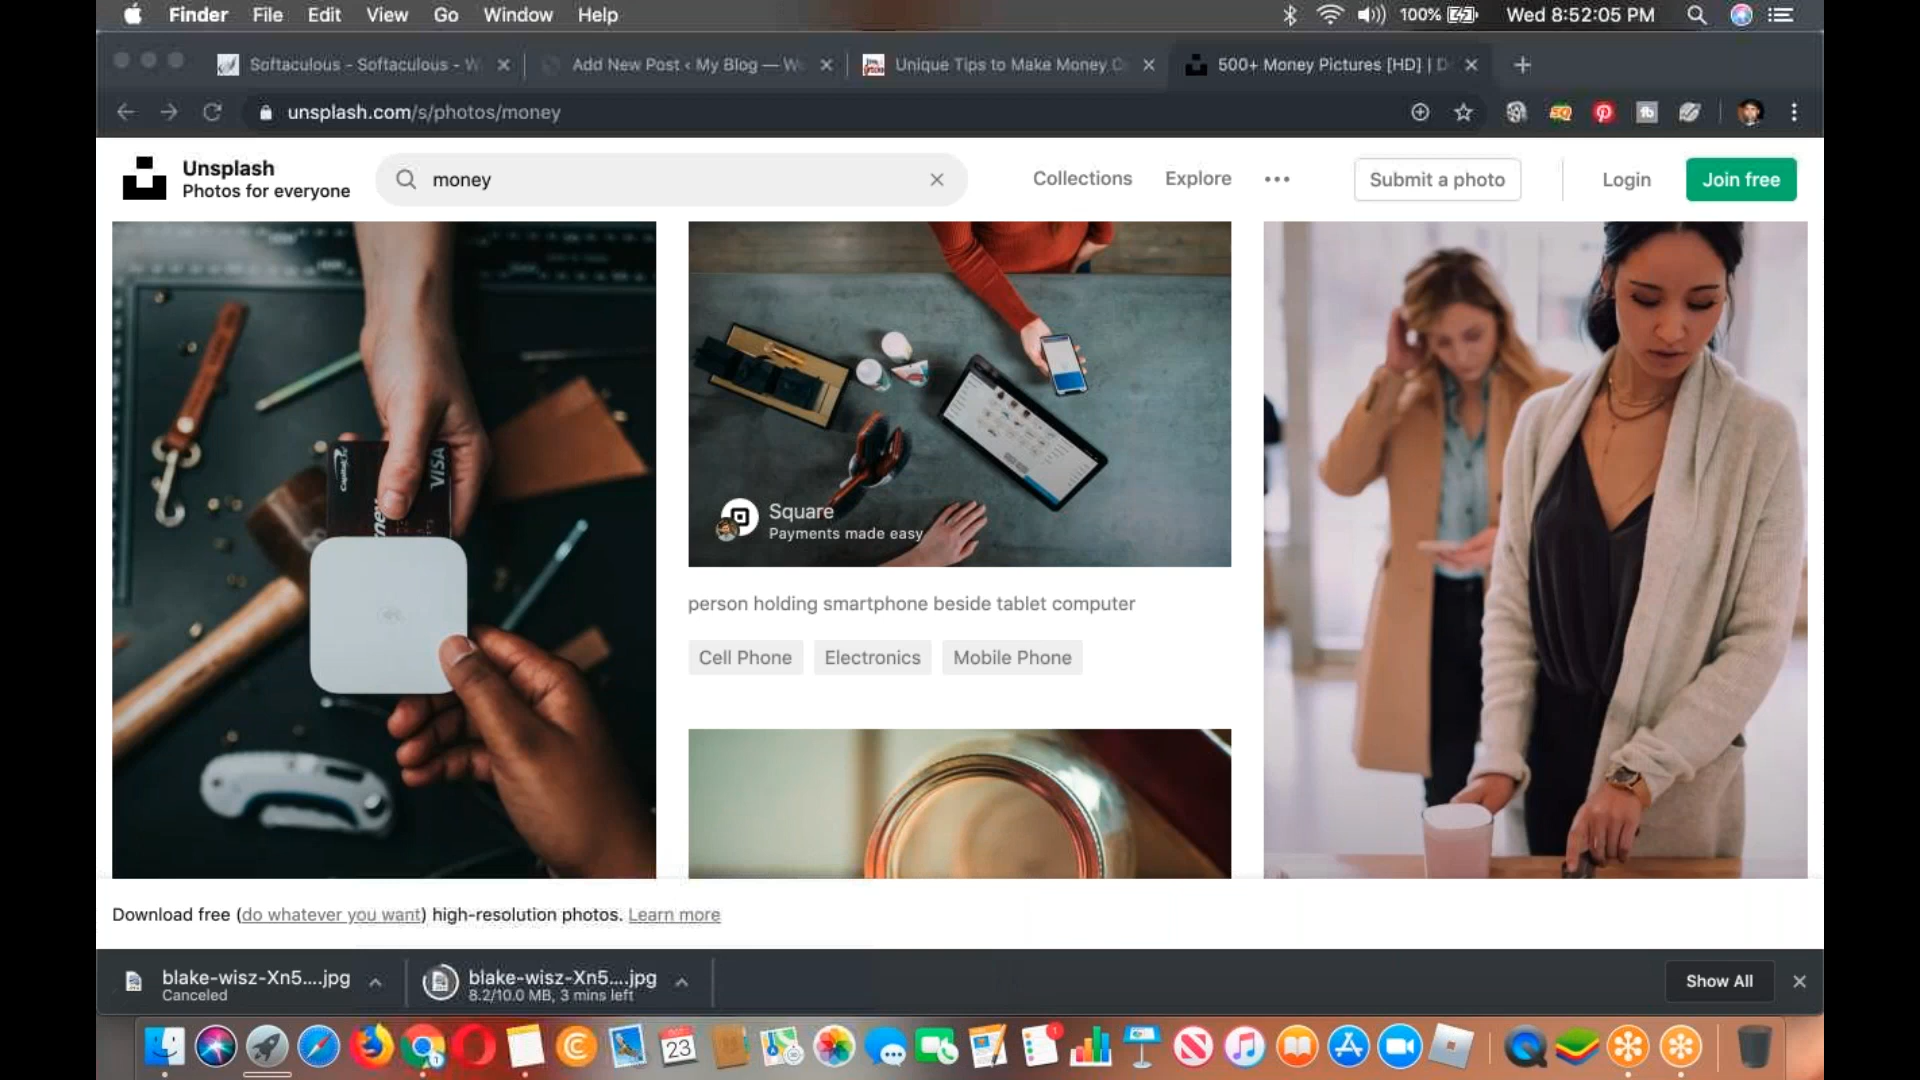 Finder File Edit View Go Window Help 100% Wed 8:52:05 PM
Softaculous - Softaculous - W
Add New Post ‹ My Blog — W
Unique Tips to Make Money O
500+ Money Pictures [HD] | D
unsplash.com/s/photos/money
Unsplash
Photos for everyone
money
Collections Explore Submit a photo Login Join free
VISA
Square
Payments made easy
person holding smartphone beside tablet computer
Cell Phone Electronics Mobile Phone
Download free (do whatever you want) high-resolution photos. Learn more
blake-wisz-Xn5....jpg
Canceled
blake-wisz-Xn5....jpg
8.2/10.0 MB, 3 mins left
Show All
23